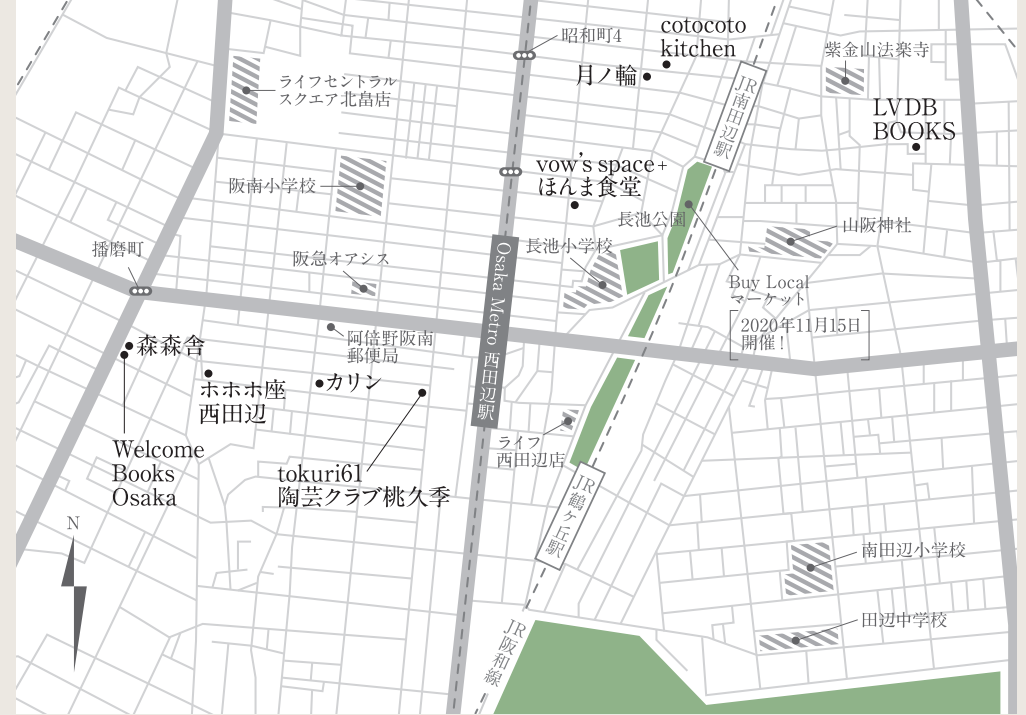 cotocoto
kitchen
昭和町4
月ノ輪
紫金山法楽寺
ライフセントラル
スクエア北畠店
JR南田辺駅
LVDB
BOOKS
vow's space+
ほんま食堂
阪南小学校
長池公園
山阪神社
播磨町
阪急オアシス
長池小学校
Osaka Metro 西田辺駅
Buy Local
マーケット
2020年11月15日
開催！
阿倍野阪南
郵便局
森森舎
ホホホ座
西田辺
カリン
Welcome
Books
Osaka
tokuri61
陶芸クラブ桃久季
ライフ
西田辺店
JR鶴ケ丘駅
N
南田辺小学校
田辺中学校
JR阪和線